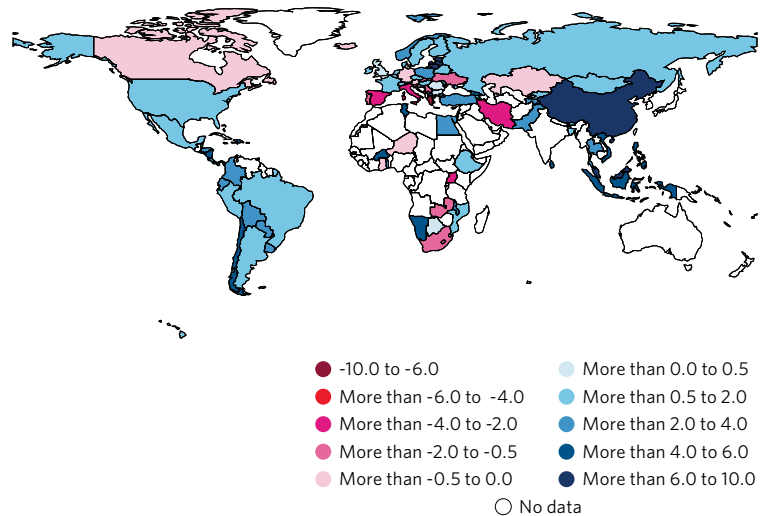 -10.0 to -6.0
More than -6.0 to -4.0
More than -4.0 to -2.0
More than -2.0 to -0.5
More than -0.5 to 0.0
More than 0.0 to 0.5
More than 0.5 to 2.0
More than 2.0 to 4.0
More than 4.0 to 6.0
More than 6.0 to 10.0
No data